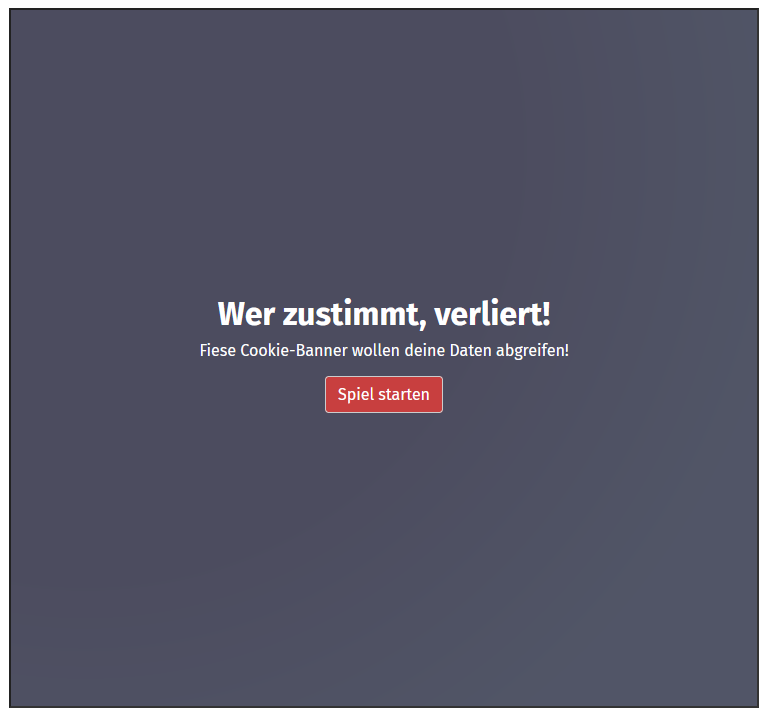 Wer zustimmt, verliert!
Fiese Cookie-Banner wollen deine Daten abgreifen!
Spiel starten